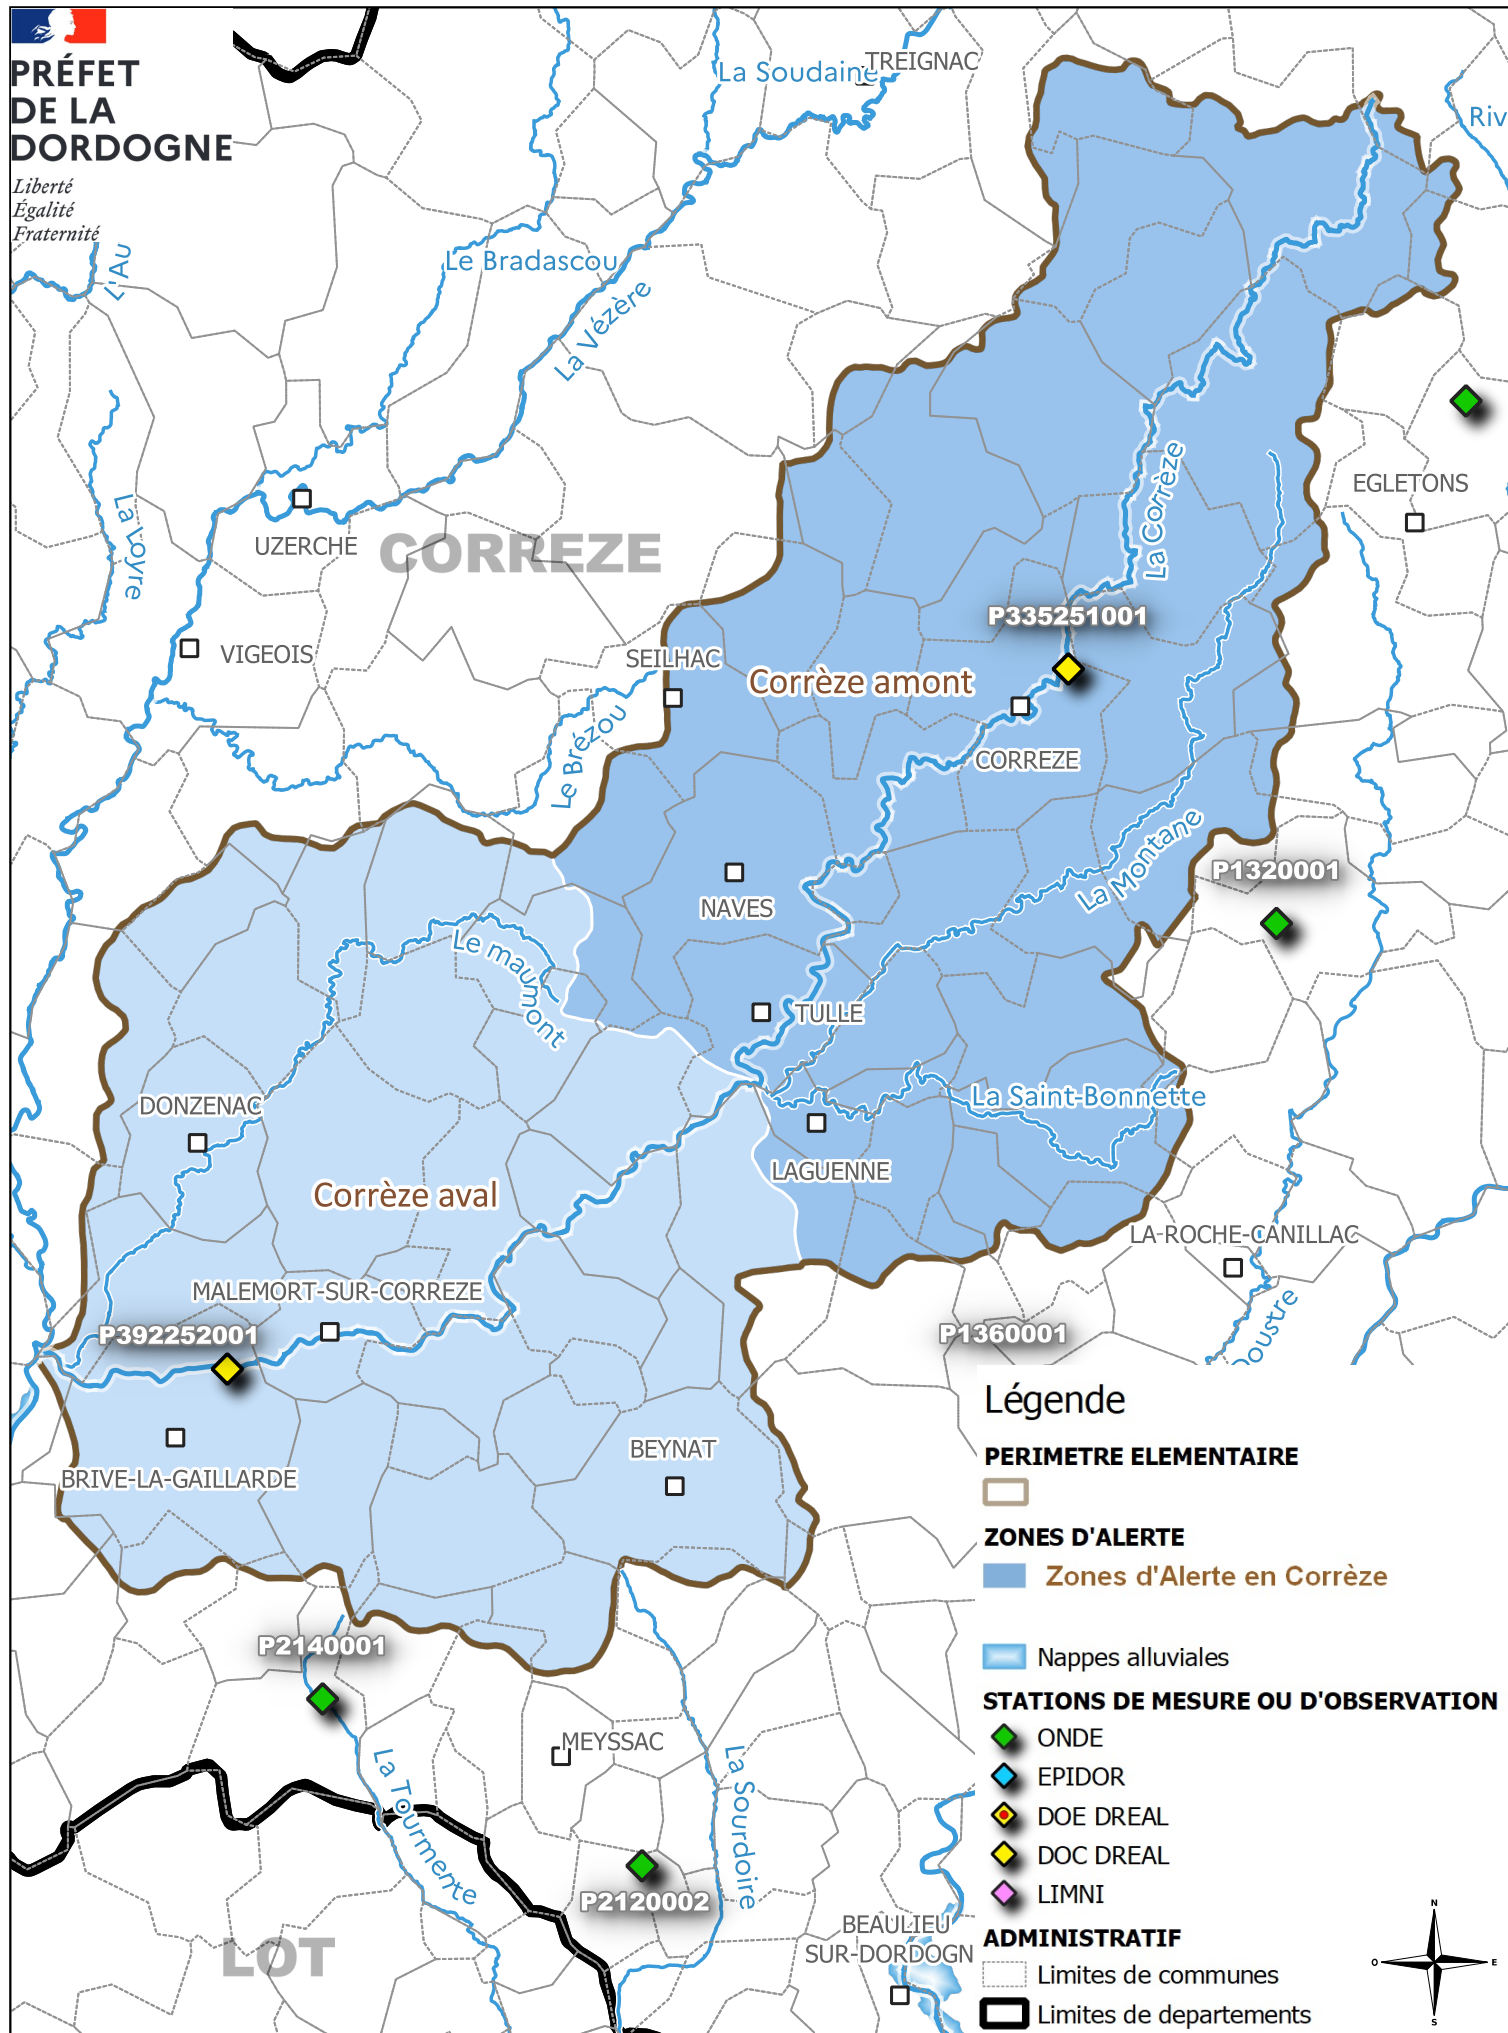 PRÉFET
DE LA
DORDOGNE
Liberté
Égalité
Fraternité
La Soudaine
TREIGNAC
Riv
L'Au
Le Bradascou
La Vézère
La Loyre
UZERCHE
CORREZE
La Corrèze
EGLETONS
VIGEOIS
SEILHAC
P335251001
Corrèze amont
Le Brézou
CORREZE
La Montane
P1320001
NAVES
Le maumont
TULLE
DONZENAC
La Saint-Bonnette
LAGUENNE
Corrèze aval
LA-ROCHE-CANILLAC
MALEMORT-SUR-CORREZE
P392252001
P1360001
Doustre
BEYNAT
BRIVE-LA-GAILLARDE
P2140001
MEYSSAC
La Tourmente
La Sourdoire
P2120002
LOT
BEAULIEU
SUR-DORDOGN
Légende
PERIMETRE ELEMENTAIRE
ZONES D'ALERTE
Zones d'Alerte en Corrèze
Nappes alluviales
STATIONS DE MESURE OU D'OBSERVATION
ONDE
EPIDOR
DOE DREAL
DOC DREAL
LIMNI
ADMINISTRATIF
Limites de communes
Limites de departements
N
O
E
S